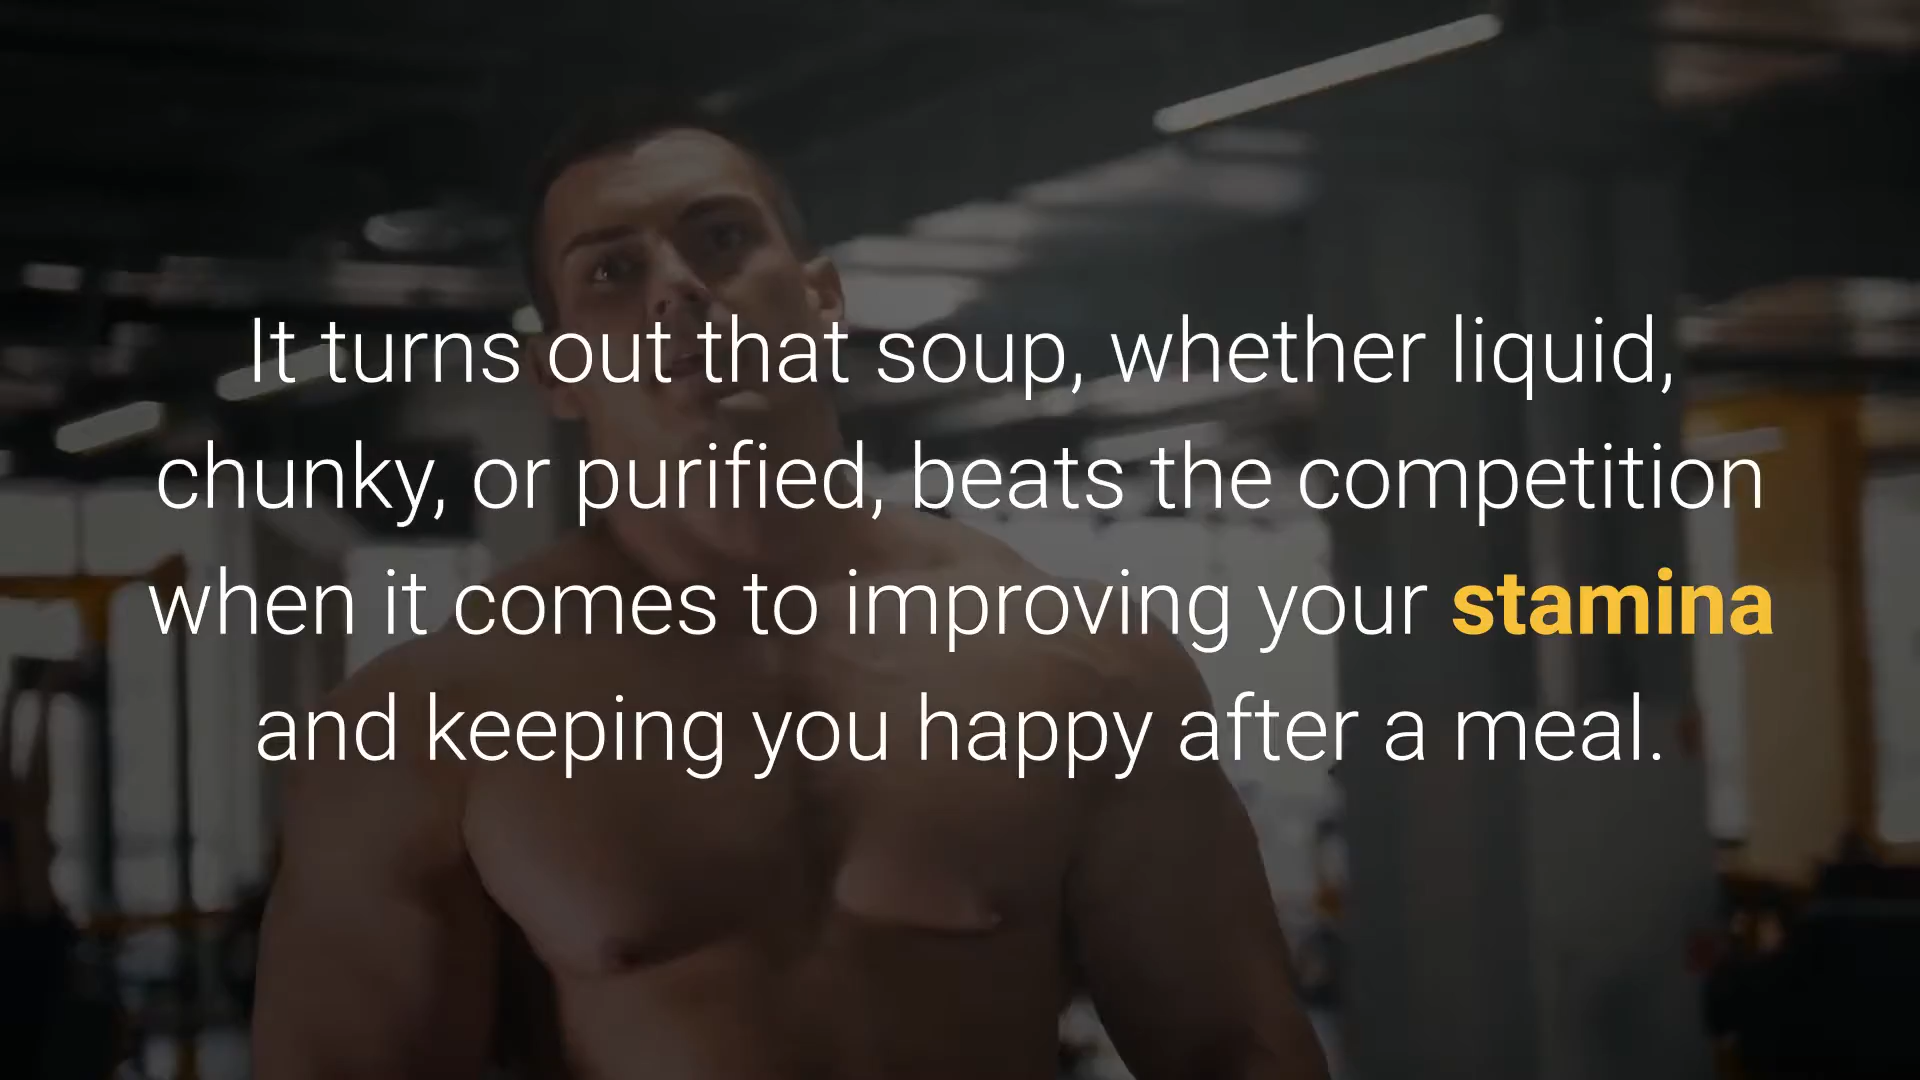 It turns out that soup, whether liquid,
chunky, or purified, beats the competition
when it comes to improving your stamina
and keeping you happy after a meal.